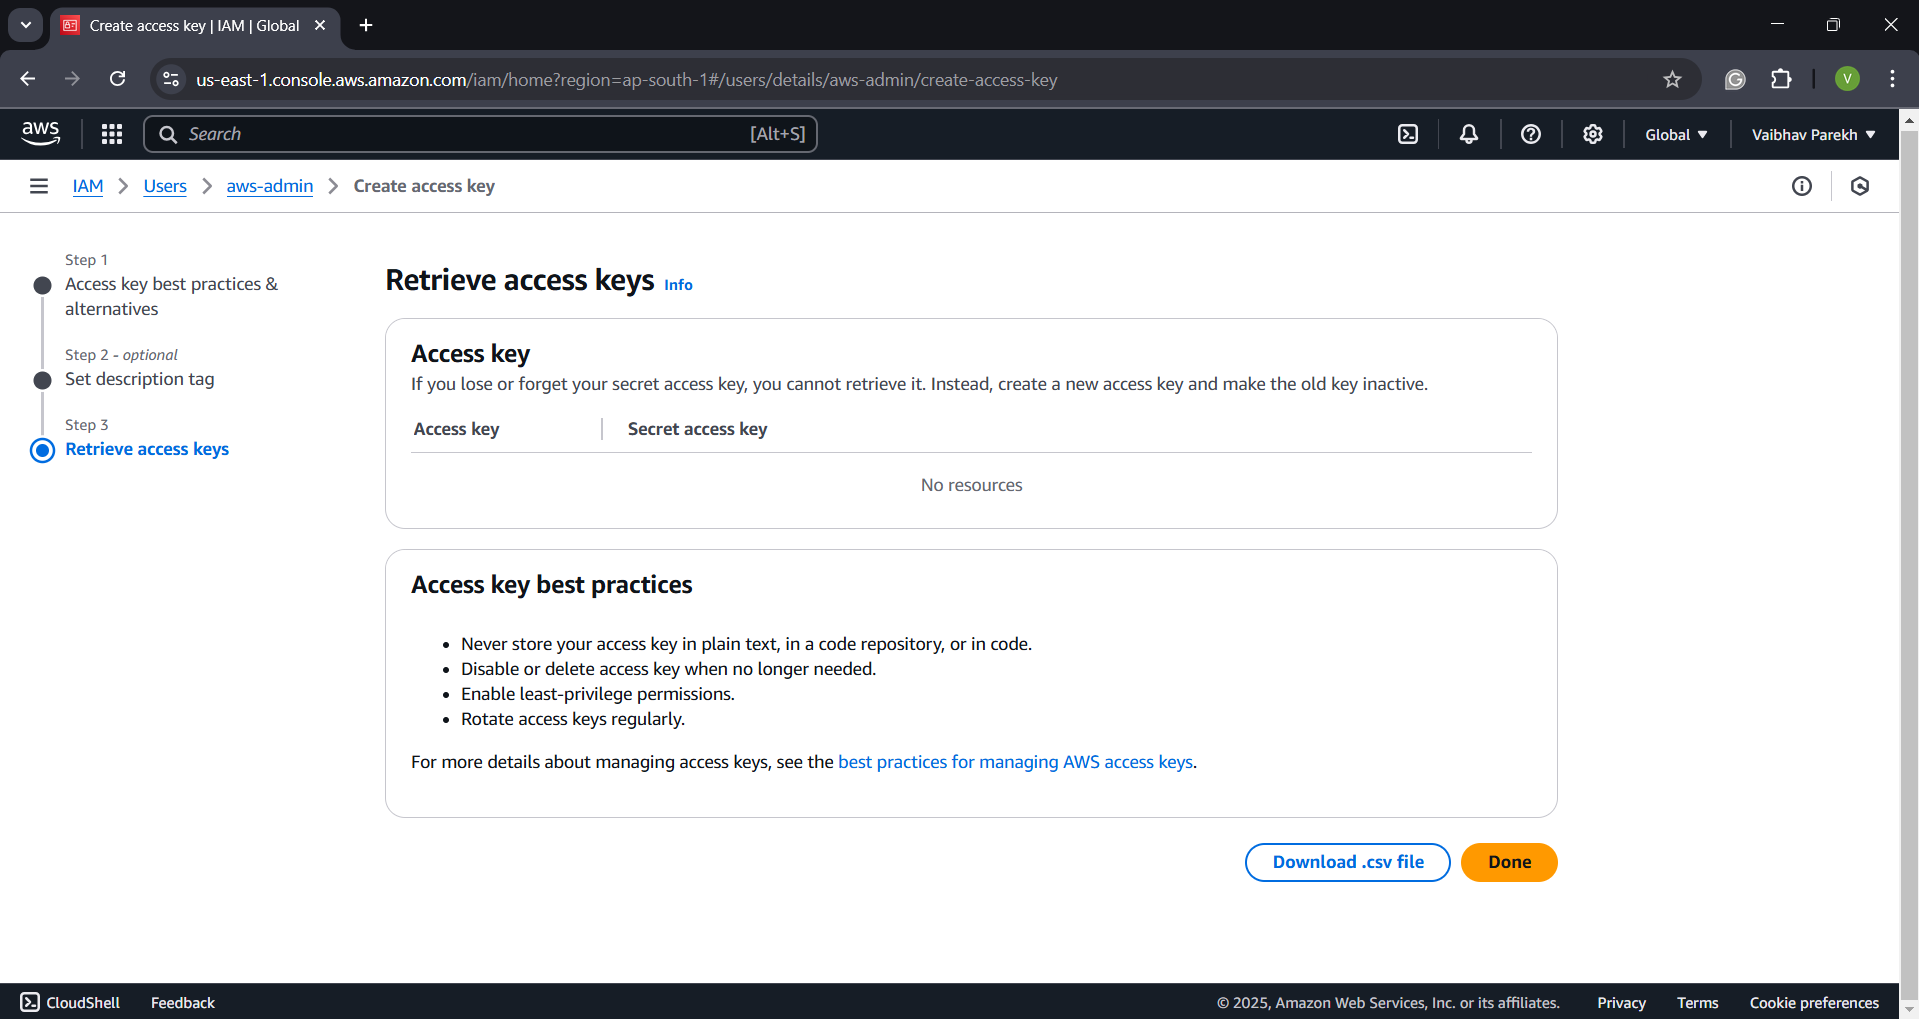 Create access key | IAM | Global
us-east-1.console.aws.amazon.com/iam/home?region=ap-south-1#/users/details/aws-admin/create-access-key
V
aws
Search
[Alt+S]
Global
Vaibhav Parekh
IAM
Users
aws-admin
Create access key
Step 1
Access key best practices &
alternatives
Step 2 - optional
Set description tag
Step 3
Retrieve access keys
Retrieve access keys Info
Access key
If you lose or forget your secret access key, you cannot retrieve it. Instead, create a new access key and make the old key inactive.
Access key
Secret access key
No resources
Access key best practices
• Never store your access key in plain text, in a code repository, or in code.
• Disable or delete access key when no longer needed.
• Enable least-privilege permissions.
• Rotate access keys regularly.
For more details about managing access keys, see the best practices for managing AWS access keys.
Download .csv file
Done
CloudShell
Feedback
© 2025, Amazon Web Services, Inc. or its affiliates.
Privacy
Terms
Cookie preferences